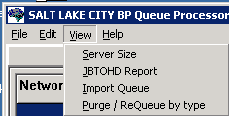 SALT LAKE CITY BP Queue Processor
File Edit View Help
Server Size
JBTOHD Report
Import Queue
Purge / ReQueue by type
Networ